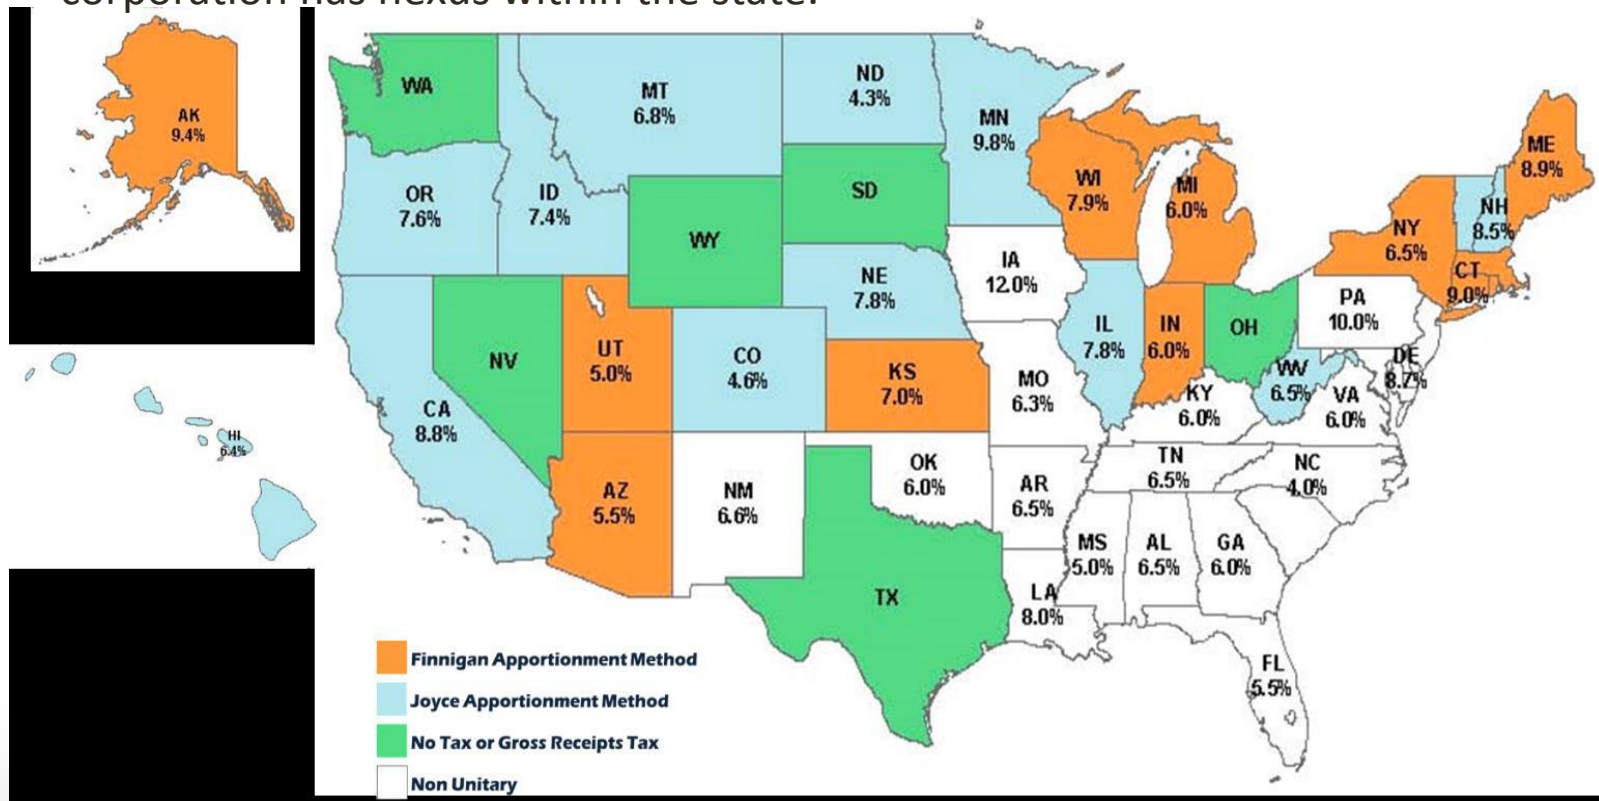 corporation has nexus within the state.
AK
9.4%
WA
MT
6.8%
ND
4.3%
MN
9.8%
OR
7.6%
ID
7.4%
WY
SD
WI
7.9%
MI
6.0%
ME
8.9%
NH
8.5%
NY
6.5%
CT
9.0%
IA
12.0%
NE
7.8%
PA
10.0%
NV
UT
5.0%
CO
4.6%
KS
7.0%
IL
7.8%
IN
6.0%
OH
WV
6.5%
DE
8.7%
VA
6.0%
KY
6.0%
MO
6.3%
CA
8.8%
HI
6.4%
AZ
5.5%
NM
6.6%
OK
6.0%
AR
6.5%
TN
6.5%
NC
4.0%
MS
5.0%
AL
6.5%
GA
6.0%
TX
LA
8.0%
FL
5.5%
Finnigan Apportionment Method
Joyce Apportionment Method
No Tax or Gross Receipts Tax
Non Unitary